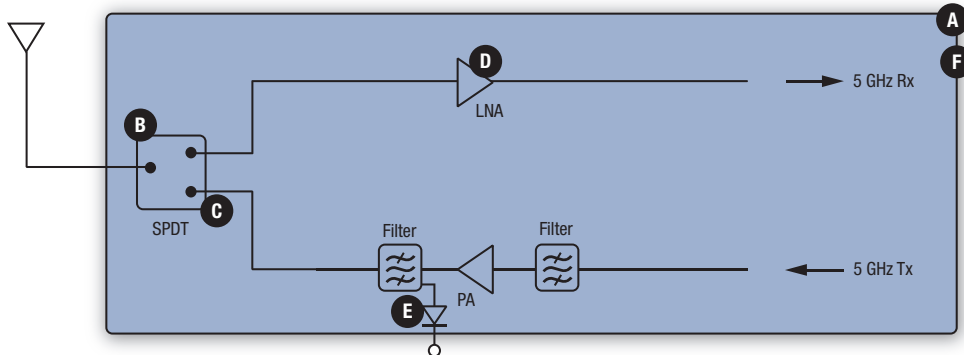 A
F
D
5 GHz Rx
LNA
B
C
SPDT
Filter
Filter
5 GHz Tx
PA
E